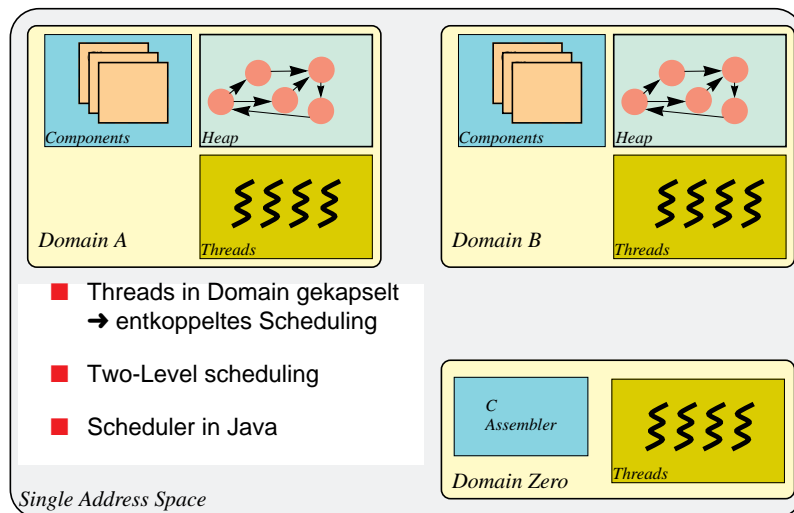 Components
Heap
Domain A
Threads
Components
Heap
Domain B
Threads
Threads in Domain gekapselt
➜ entkoppeltes Scheduling
Two-Level scheduling
Scheduler in Java
C
Assembler
Domain Zero
Threads
Single Address Space